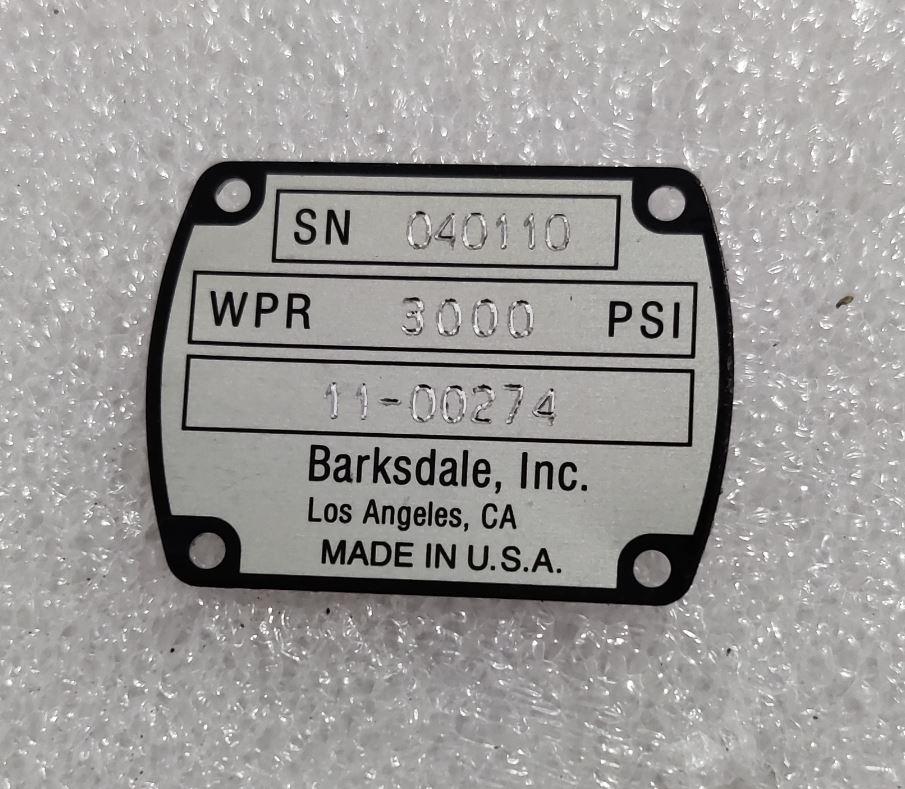 SN 040110
WPR 3000 PSI
11-00274
Barksdale, Inc.
Los Angeles, CA
MADE IN U.S.A.